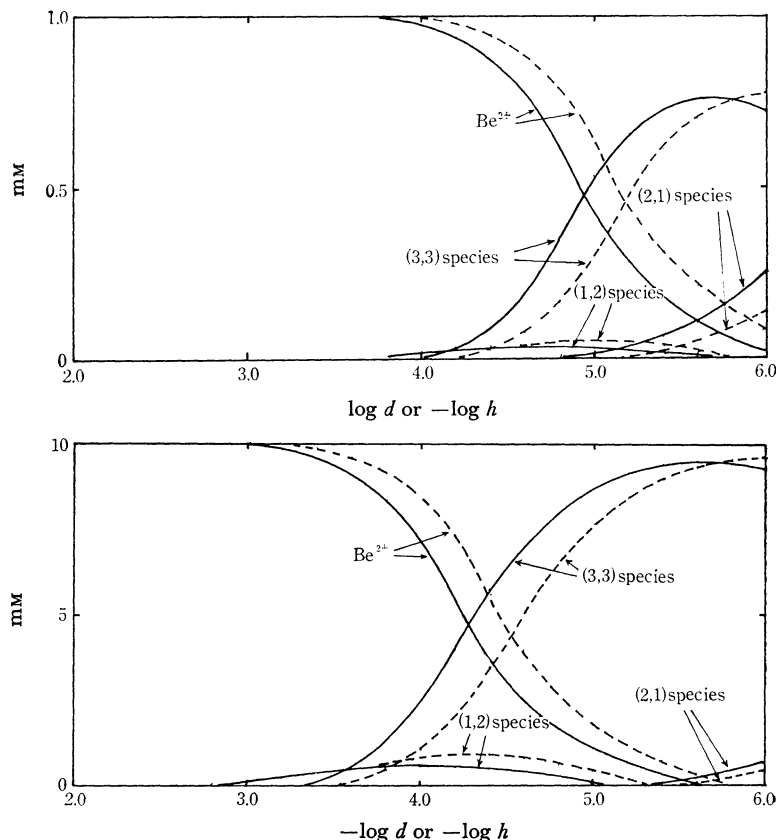 1.0
Be²⁺
mM
0.5
(2,1) species
(3,3) species
(1,2) species
0
2.0 3.0 4.0 5.0 6.0
log d or −log h
10
Be²⁺
(3,3) species
mM
5
(2,1) species
(1,2) species
0
2.0 3.0 4.0 5.0 6.0
−log d or −log h